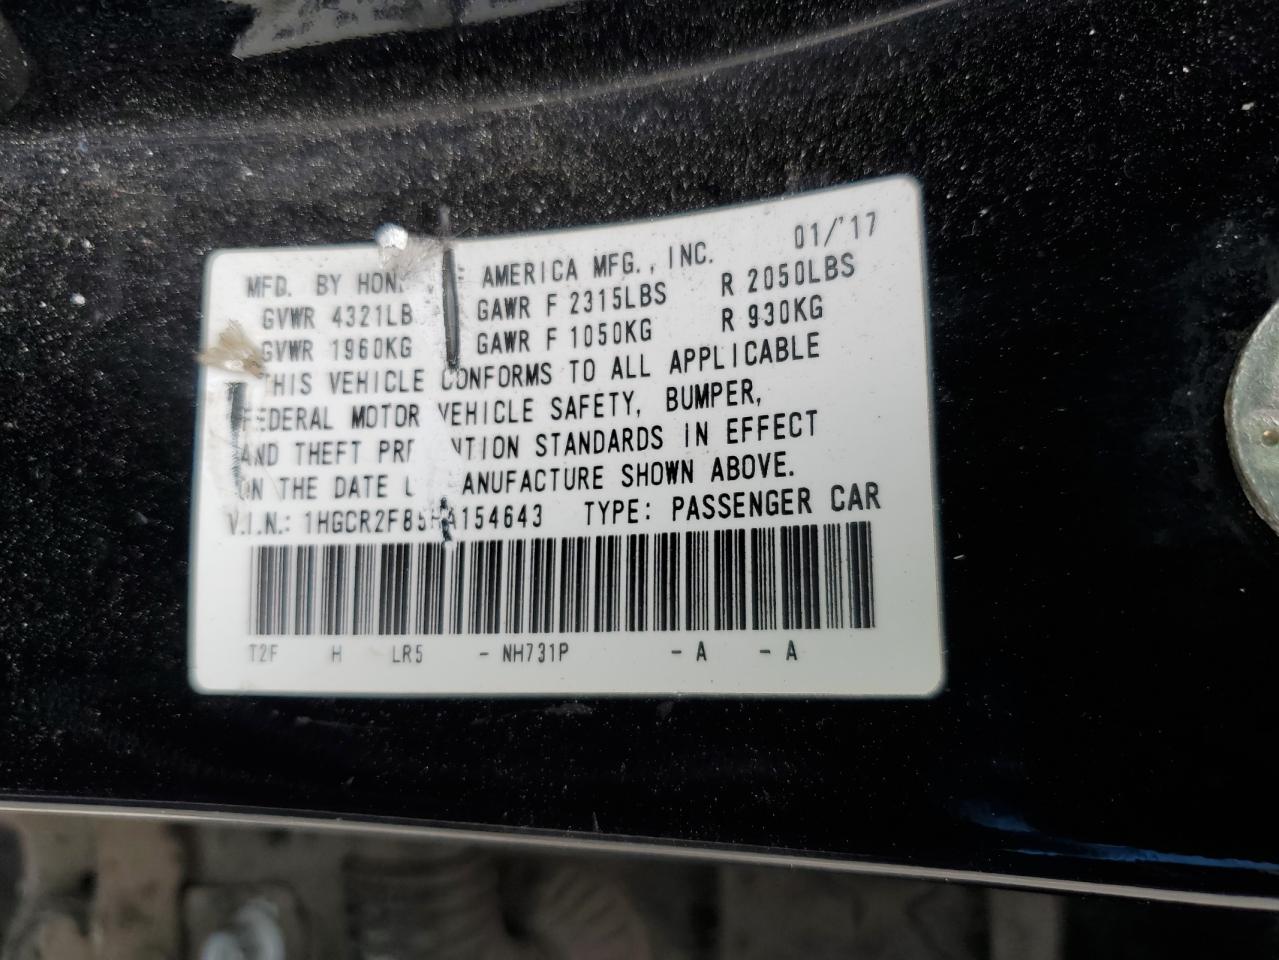 MFD. BY HON AMERICA MFG., INC. 01/'17
GVWR 4321LB GAWR F 2315LBS R 2050LBS
GVWR 1960KG GAWR F 1050KG R 930KG
THIS VEHICLE CONFORMS TO ALL APPLICABLE
FEDERAL MOTOR VEHICLE SAFETY, BUMPER,
AND THEFT PR NTION STANDARDS IN EFFECT
ON THE DATE ANUFACTURE SHOWN ABOVE.
V.I.N.: 1HGCR2F85HA154643 TYPE: PASSENGER CAR
T2F H LR5 - NH731P - A - A